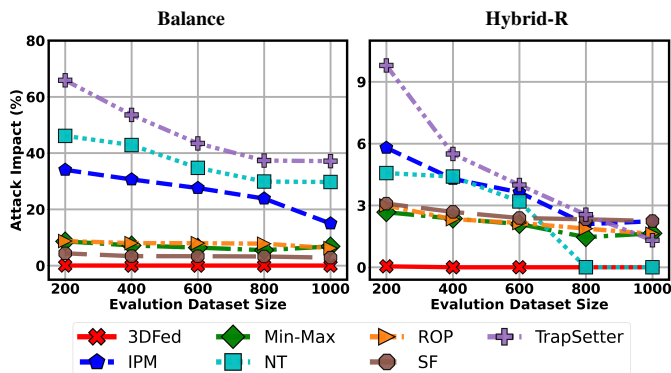 Balance Hybrid-R
Attack Impact (%)
80
60
40
20
0
200 400 600 800 1000
Evalution Dataset Size
9
6
3
0
200 400 600 800 1000
Evalution Dataset Size
3DFed Min-Max ROP TrapSetter
IPM NT SF